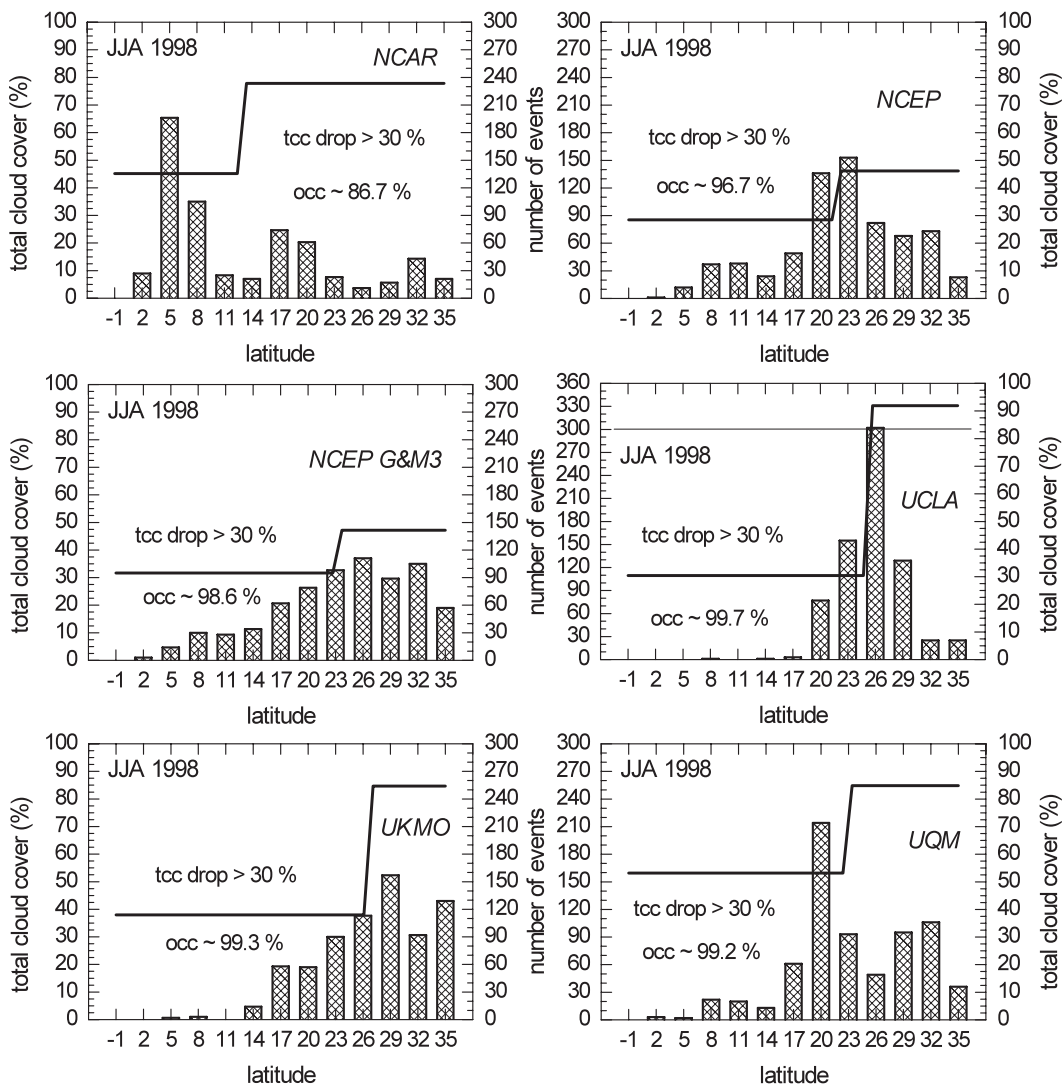 JJA 1998
NCAR
tcc drop > 30 %
occ ~ 86.7 %
total cloud cover (%)
100
90
80
70
60
50
40
30
20
10
0
number of events
300
270
240
210
180
150
120
90
60
30
0
-1 2 5 8 11 14 17 20 23 26 29 32 35
latitude
JJA 1998
NCEP
tcc drop > 30 %
occ ~ 96.7 %
300
270
240
210
180
150
120
90
60
30
0
total cloud cover (%)
100
90
80
70
60
50
40
30
20
10
0
-1 2 5 8 11 14 17 20 23 26 29 32 35
latitude
JJA 1998
NCEP G&M3
tcc drop > 30 %
occ ~ 98.6 %
total cloud cover (%)
100
90
80
70
60
50
40
30
20
10
0
number of events
300
270
240
210
180
150
120
90
60
30
0
-1 2 5 8 11 14 17 20 23 26 29 32 35
latitude
JJA 1998
UCLA
tcc drop > 30 %
occ ~ 99.7 %
360
330
300
270
240
210
180
150
120
90
60
30
0
total cloud cover (%)
100
90
80
70
60
50
40
30
20
10
0
-1 2 5 8 11 14 17 20 23 26 29 32 35
latitude
JJA 1998
UKMO
tcc drop > 30 %
occ ~ 99.3 %
total cloud cover (%)
100
90
80
70
60
50
40
30
20
10
0
number of events
300
270
240
210
180
150
120
90
60
30
0
-1 2 5 8 11 14 17 20 23 26 29 32 35
latitude
JJA 1998
UQM
tcc drop > 30 %
occ ~ 99.2 %
300
270
240
210
180
150
120
90
60
30
0
total cloud cover (%)
100
90
80
70
60
50
40
30
20
10
0
-1 2 5 8 11 14 17 20 23 26 29 32 35
latitude